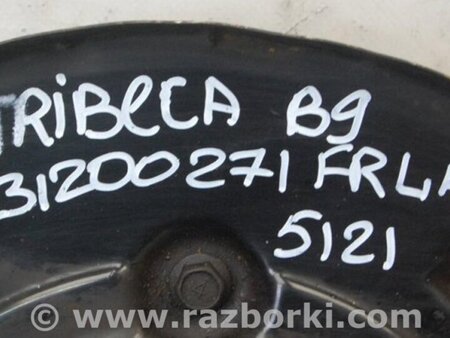 TRIBECA B9
31200271 FRLH
5121
A
www.razborki.com